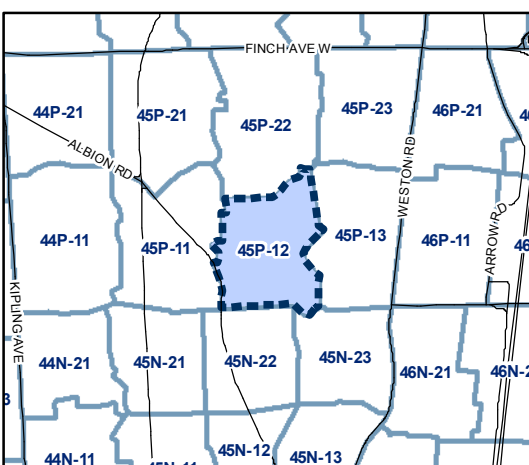 FINCH AVE W
44P-21
45P-21
45P-22
45P-23
46P-21
ALBION RD
WESTON RD
44P-11
45P-11
45P-12
45P-13
46P-11
ARROW RD
KIPLING AVE
44N-21
45N-21
45N-22
45N-23
46N-21
44N-11
45N-12
45N-13